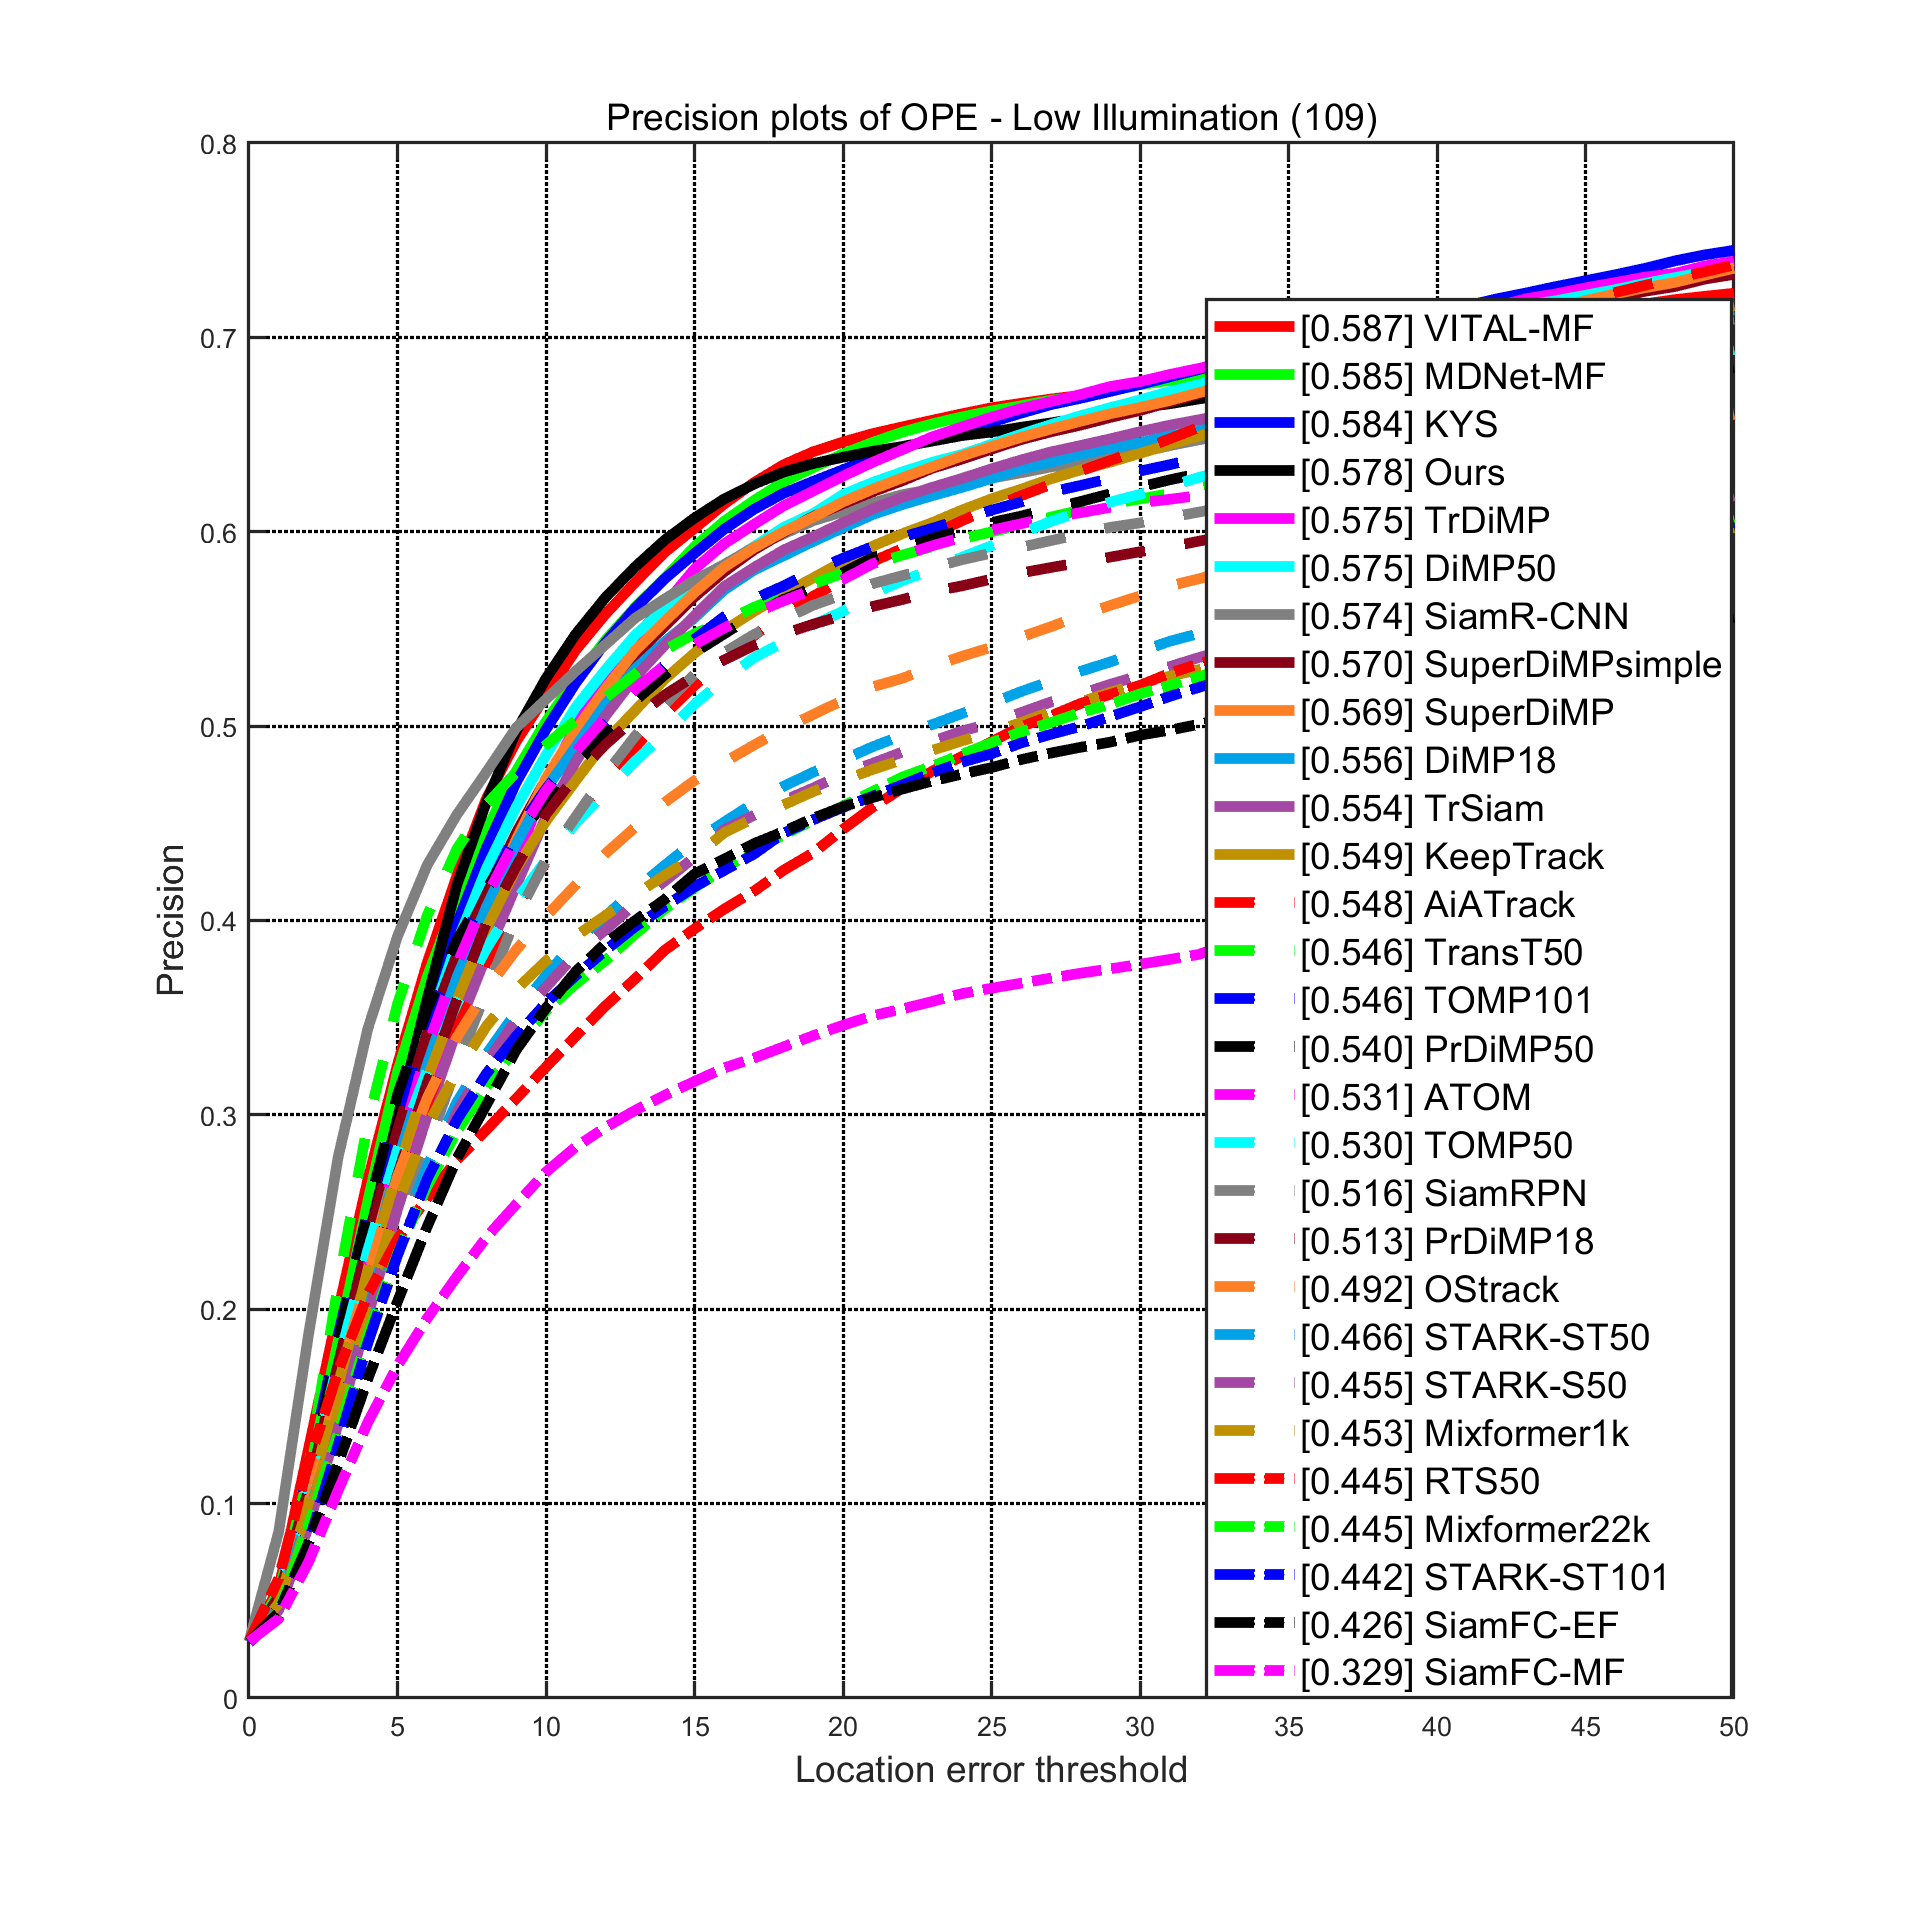 Precision plots of OPE - Low Illumination (109)
0.8
0.7
0.6
0.5
0.4
0.3
0.2
0.1
0
Precision
[0.587] VITAL-MF
[0.585] MDNet-MF
[0.584] KYS
[0.578] Ours
[0.575] TrDiMP
[0.575] DiMP50
[0.574] SiamR-CNN
[0.570] SuperDiMPsimple
[0.569] SuperDiMP
[0.556] DiMP18
[0.554] TrSiam
[0.549] KeepTrack
[0.548] AiATrack
[0.546] TransT50
[0.546] TOMP101
[0.540] PrDiMP50
[0.531] ATOM
[0.530] TOMP50
[0.516] SiamRPN
[0.513] PrDiMP18
[0.492] OStrack
[0.466] STARK-ST50
[0.455] STARK-S50
[0.453] Mixformer1k
[0.445] RTS50
[0.445] Mixformer22k
[0.442] STARK-ST101
[0.426] SiamFC-EF
[0.329] SiamFC-MF
0 5 10 15 20 25 30 35 40 45 50
Location error threshold